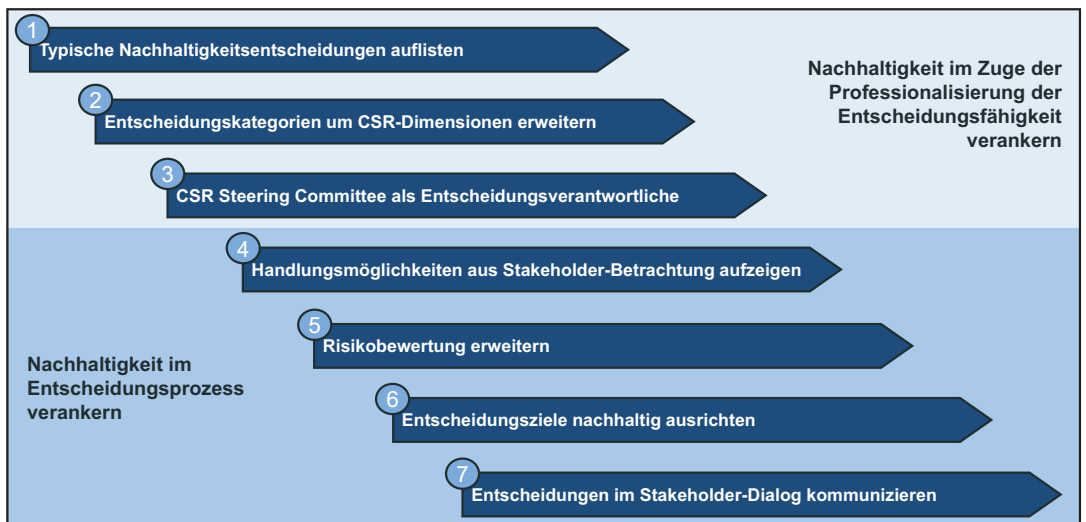 1
Typische Nachhaltigkeitsentscheidungen auflisten
Nachhaltigkeit im Zuge der
Professionalisierung der
Entscheidungsfähigkeit
verankern
2
Entscheidungskategorien um CSR-Dimensionen erweitern
3
CSR Steering Committee als Entscheidungsverantwortliche
4
Handlungsmöglichkeiten aus Stakeholder-Betrachtung aufzeigen
5
Risikobewertung erweitern
Nachhaltigkeit im
Entscheidungsprozess
verankern
6
Entscheidungsziele nachhaltig ausrichten
7
Entscheidungen im Stakeholder-Dialog kommunizieren